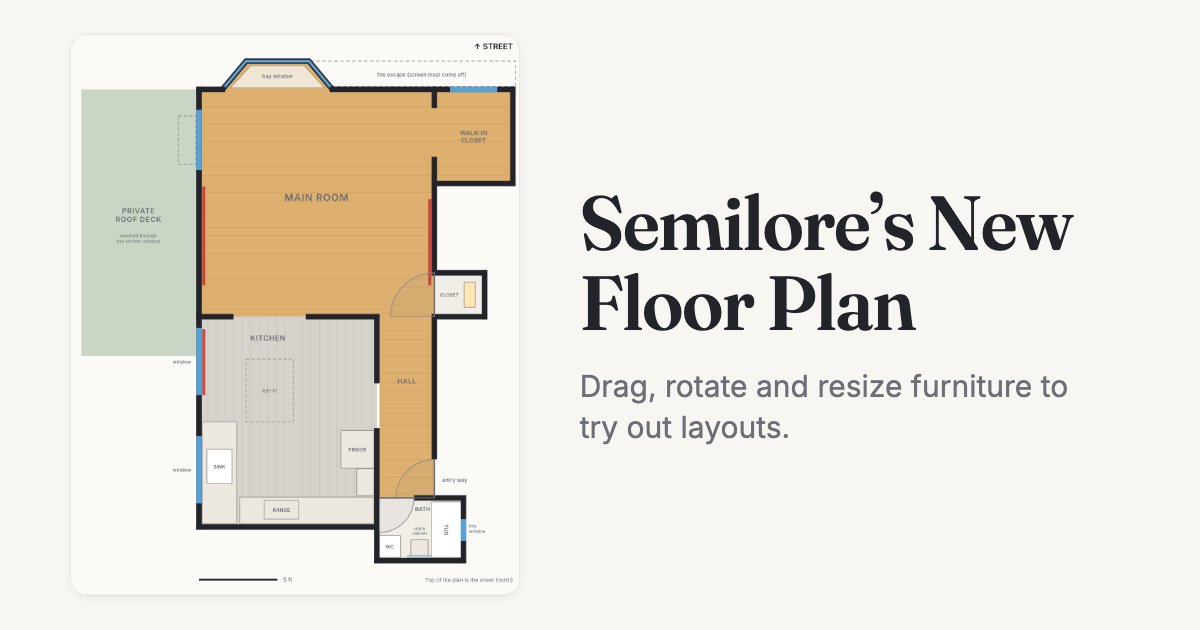 ↑ STREET
bay window
fire escape (screen must come off)
WALK-IN
CLOSET
MAIN ROOM
PRIVATE
ROOF DECK
reached through
the kitchen window
CLOSET
KITCHEN
window
HALL
eat-in
FRIDGE
SINK
window
entry way
RANGE
BATH
TUB
tiny
window
WC
5 ft
Top of the plan is the street (north)
Semilore’s New
Floor Plan
Drag, rotate and resize furniture to
try out layouts.